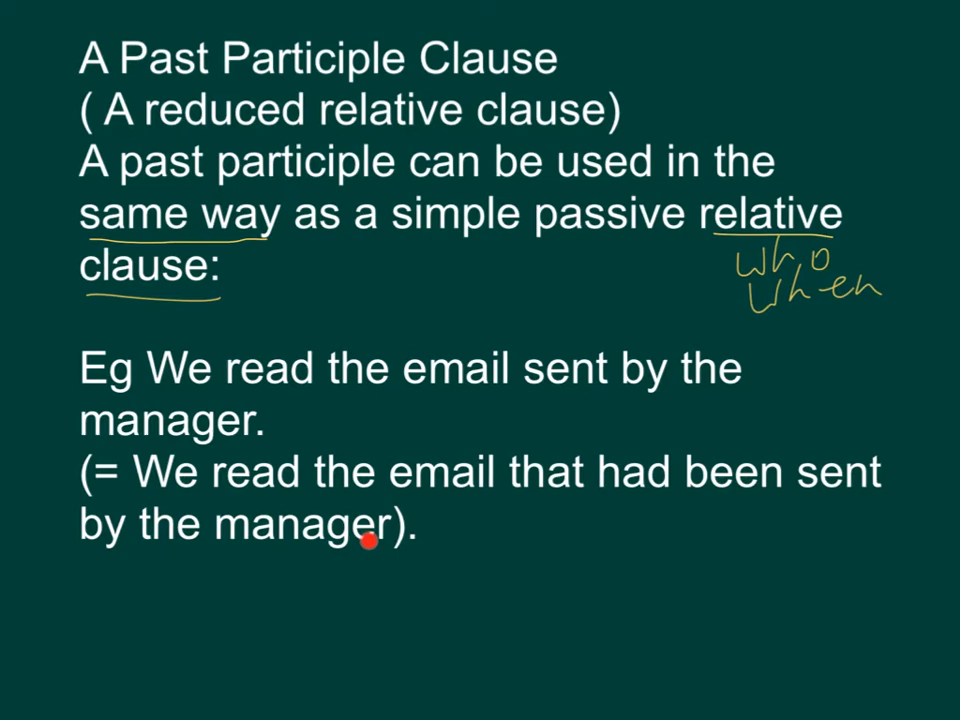 A Past Participle Clause
( A reduced relative clause)
A past participle can be used in the
same way as a simple passive relative
clause:
who
when
Eg We read the email sent by the
manager.
(= We read the email that had been sent
by the manager).